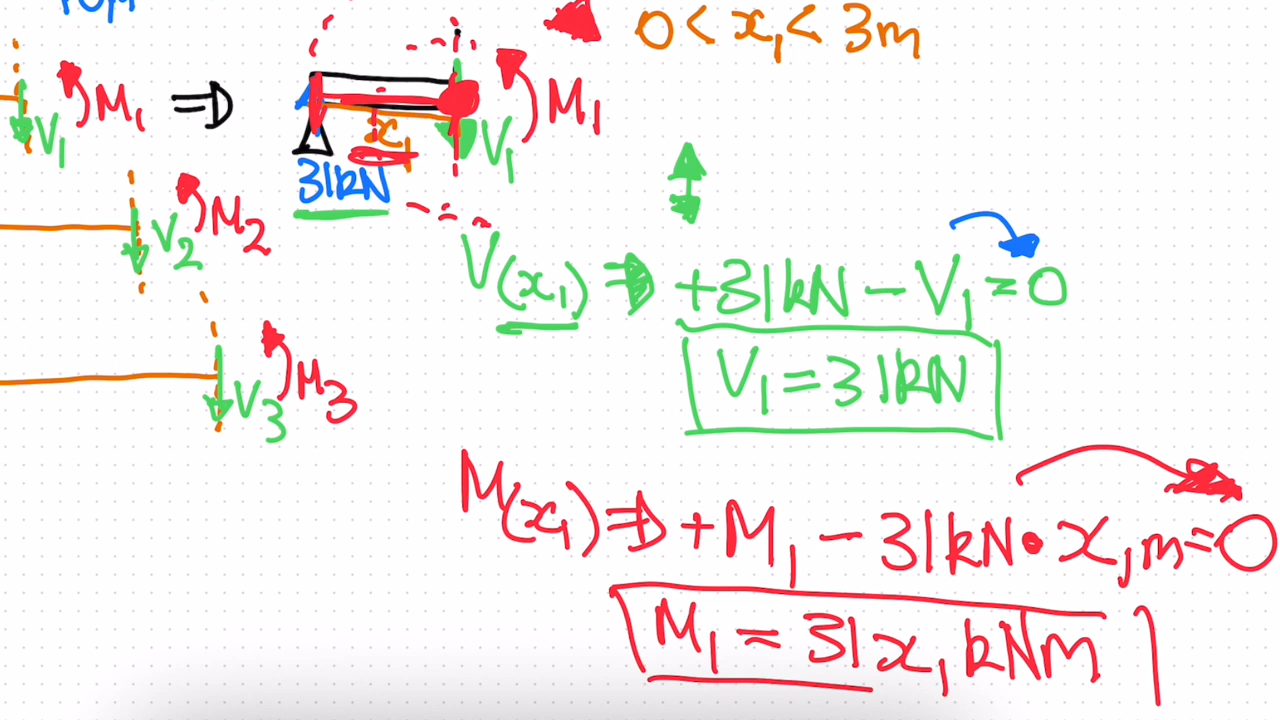 0 < x₁ < 3m
V₁ M₁ ⇒ x₁ V₁ M₁
31kN
V₂ M₂
V(x₁) ⇒ +31kN − V₁ = 0
V₁ = 31kN
V₃ M₃
M(x₁) ⇒ +M₁ − 31kN • x₁m = 0
M₁ = 31x₁ kNm